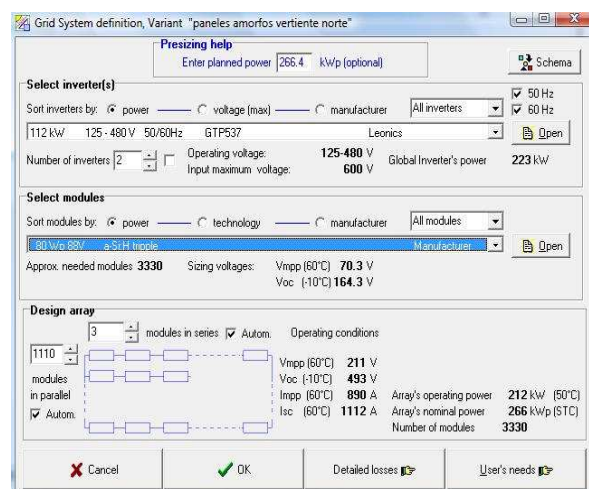 Grid System definition, Variant "paneles amorfos vertiente norte"
Presizing help
Enter planned power 266.4 kWp (optional)
Schema
Select inverter(s)
Sort inverters by: power voltage (max) manufacturer All inverters
50 Hz
60 Hz
112 kW 125 - 480 V 50/60Hz GTP537 Leonics
Open
Number of inverters 2
Operating voltage: 125-480 V
Input maximum voltage: 600 V
Global Inverter's power 223 kW
Select modules
Sort modules by: power technology manufacturer All modules
80 Wp 88V a-Si:H tripple Manufacturer
Open
Approx. needed modules 3330 Sizing voltages: Vmpp (60°C) 70.3 V
Voc (-10°C) 164.3 V
Design array
3 modules in series Autom.
1110
modules
in parallel
Autom.
Operating conditions
Vmpp (60°C) 211 V
Voc (-10°C) 493 V
Impp (60°C) 890 A Array's operating power 212 kW (50°C)
Isc (60°C) 1112 A Array's nominal power 266 kWp (STC)
Number of modules 3330
Cancel
OK
Detailed losses
User's needs